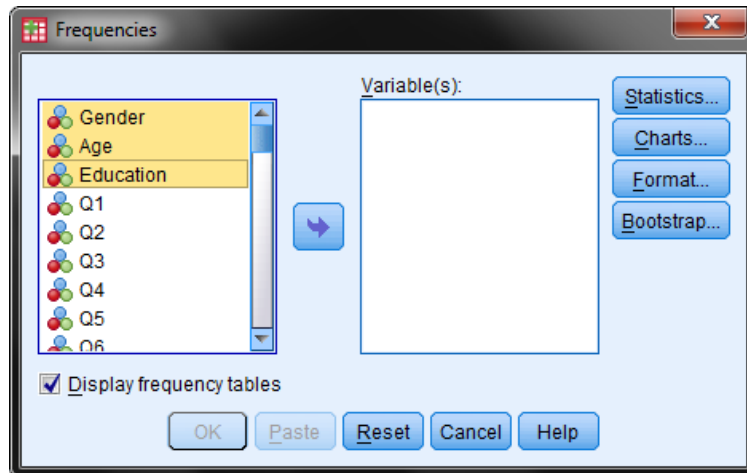 Frequencies
Variable(s):
Gender
Age
Education
Q1
Q2
Q3
Q4
Q5
Q6
Statistics...
Charts...
Format...
Bootstrap...
Display frequency tables
OK Paste Reset Cancel Help